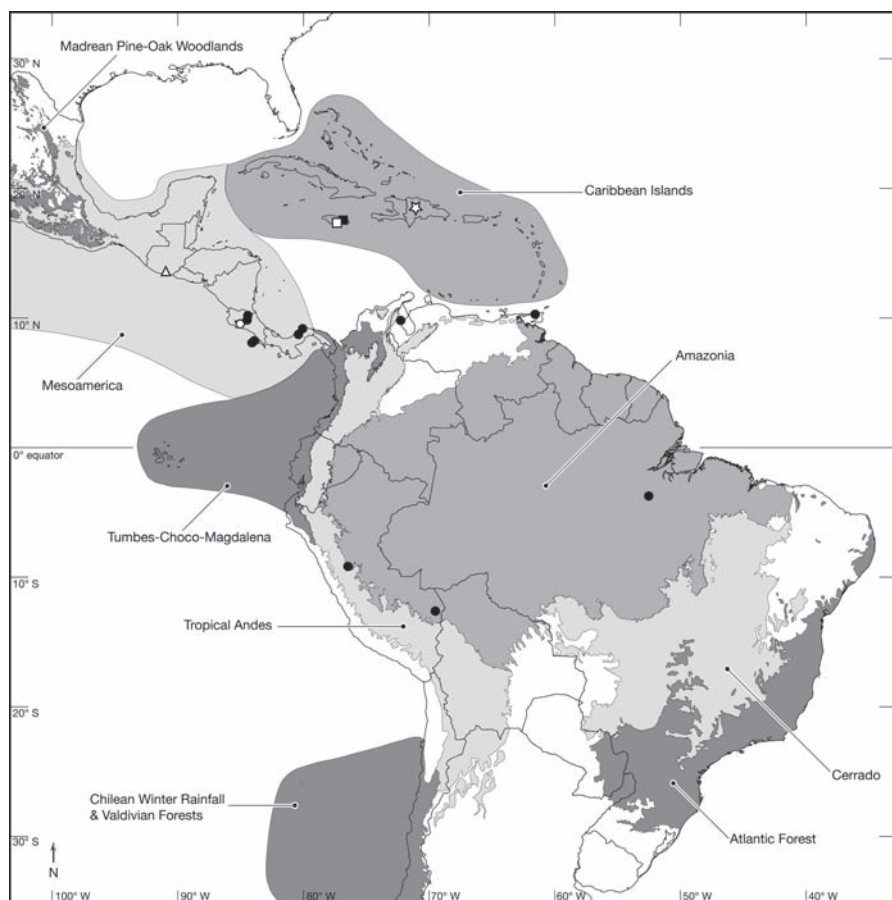 Madrean Pine-Oak Woodlands
30° N
20° N
Caribbean Islands
10° N
Mesoamerica
Amazonia
0° equator
Tumbes-Choco-Magdalena
10° S
Tropical Andes
20° S
Cerrado
Chilean Winter Rainfall
& Valdivian Forests
Atlantic Forest
30° S
N
100° W
90° W
80° W
70° W
60° W
50° W
40° W